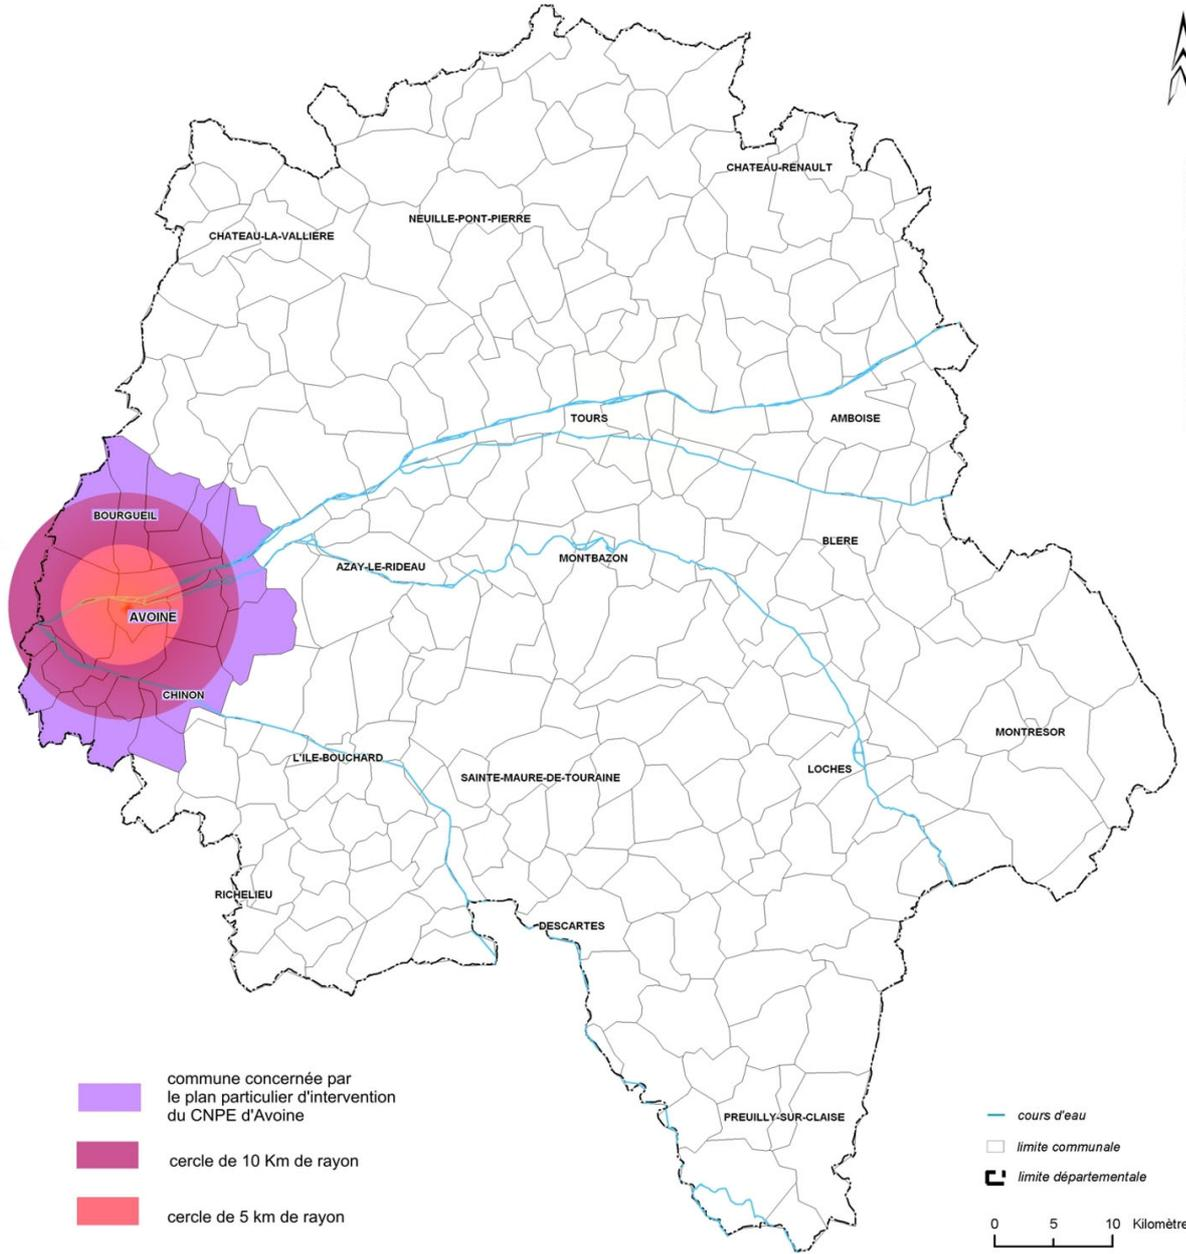 CHATEAU-RENAULT
NEUILLE-PONT-PIERRE
CHATEAU-LA-VALLIERE
TOURS
AMBOISE
BOURGUEIL
BLERE
MONTBAZON
AZAY-LE-RIDEAU
AVOINE
CHINON
MONTRESOR
L'ILE-BOUCHARD
LOCHES
SAINTE-MAURE-DE-TOURAINE
RICHELIEU
DESCARTES
PREUILLY-SUR-CLAISE
commune concernée par
le plan particulier d'intervention
du CNPE d'Avoine
cercle de 10 Km de rayon
cercle de 5 km de rayon
cours d'eau
limite communale
limite départementale
0 5 10 Kilomètre